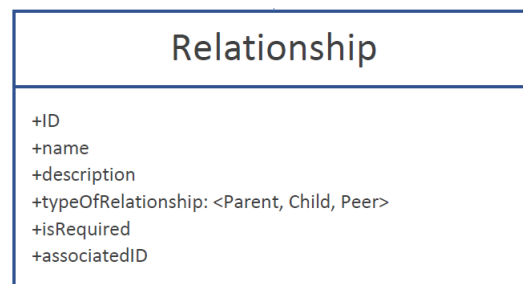 Relationship
+ID
+name
+description
+typeOfRelationship: <Parent, Child, Peer>
+isRequired
+associatedID